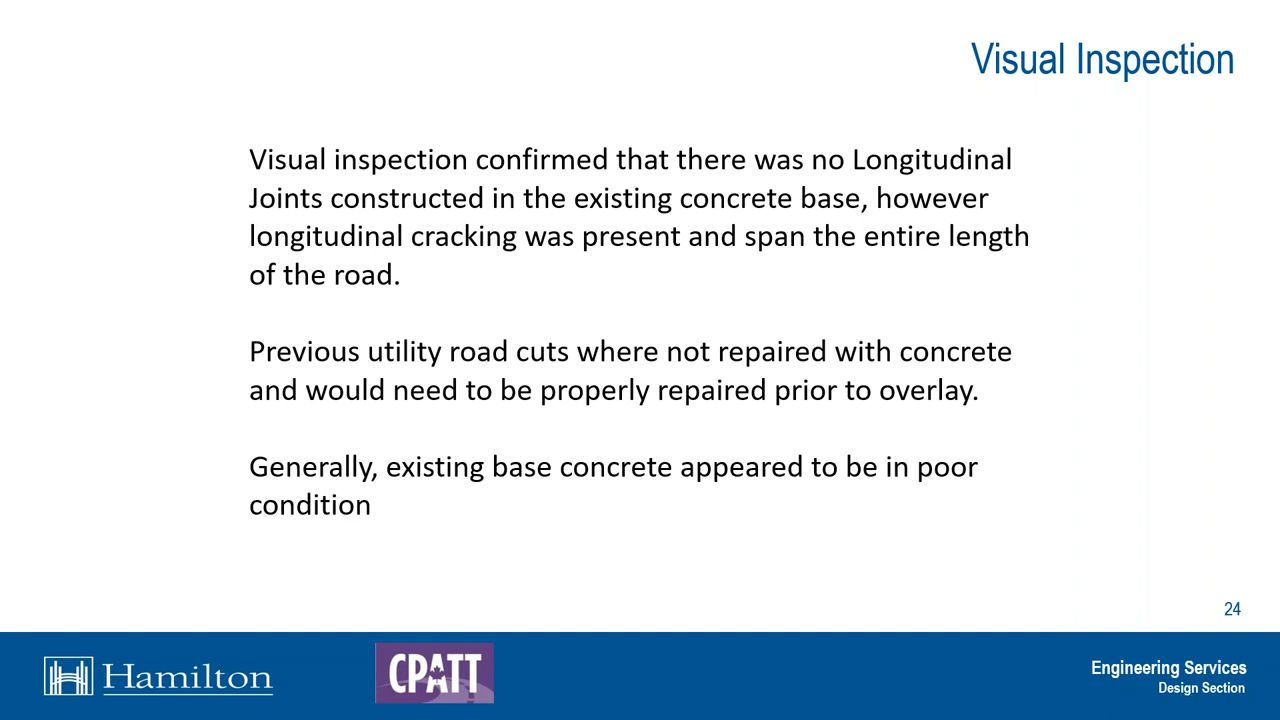 Visual Inspection
Visual inspection confirmed that there was no Longitudinal
Joints constructed in the existing concrete base, however
longitudinal cracking was present and span the entire length
of the road.
Previous utility road cuts where not repaired with concrete
and would need to be properly repaired prior to overlay.
Generally, existing base concrete appeared to be in poor
condition
24
Hamilton
CPATT
Engineering Services
Design Section